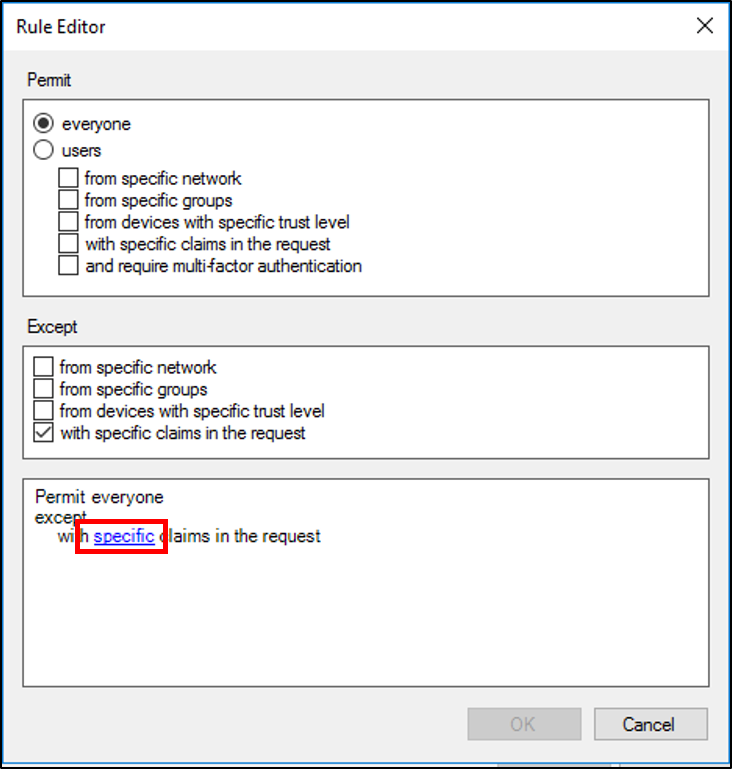 Rule Editor
Permit
everyone
users
from specific network
from specific groups
from devices with specific trust level
with specific claims in the request
and require multi-factor authentication
Except
from specific network
from specific groups
from devices with specific trust level
with specific claims in the request
Permit everyone
except
with specific claims in the request
OK
Cancel